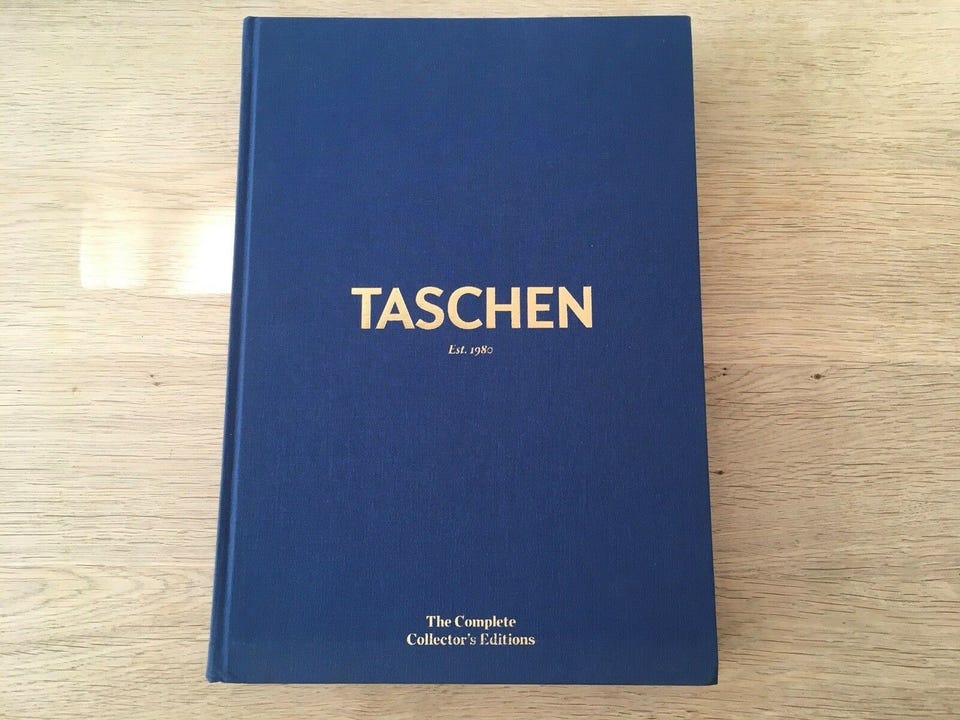 TASCHEN
Est. 1980
The Complete
Collector's Editions